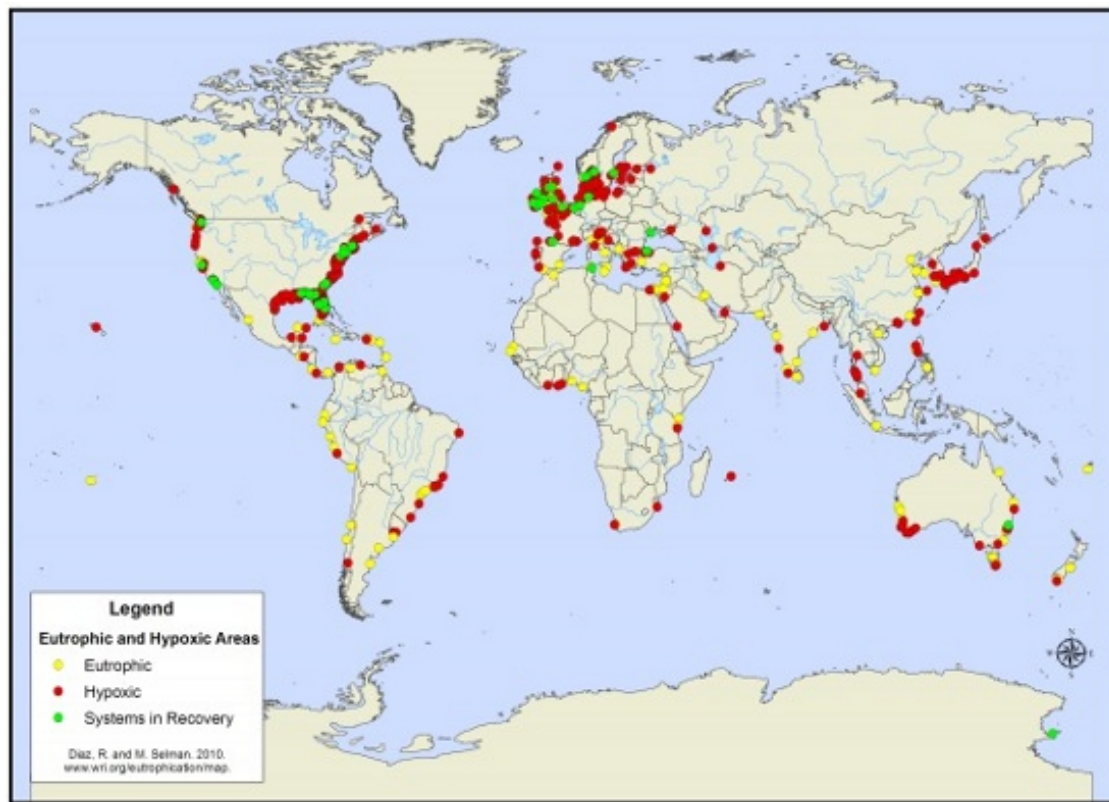 Legend
Eutrophic and Hypoxic Areas
Eutrophic
Hypoxic
Systems in Recovery
Diaz, R. and M. Selman. 2010.
www.wri.org/eutrophication/map.